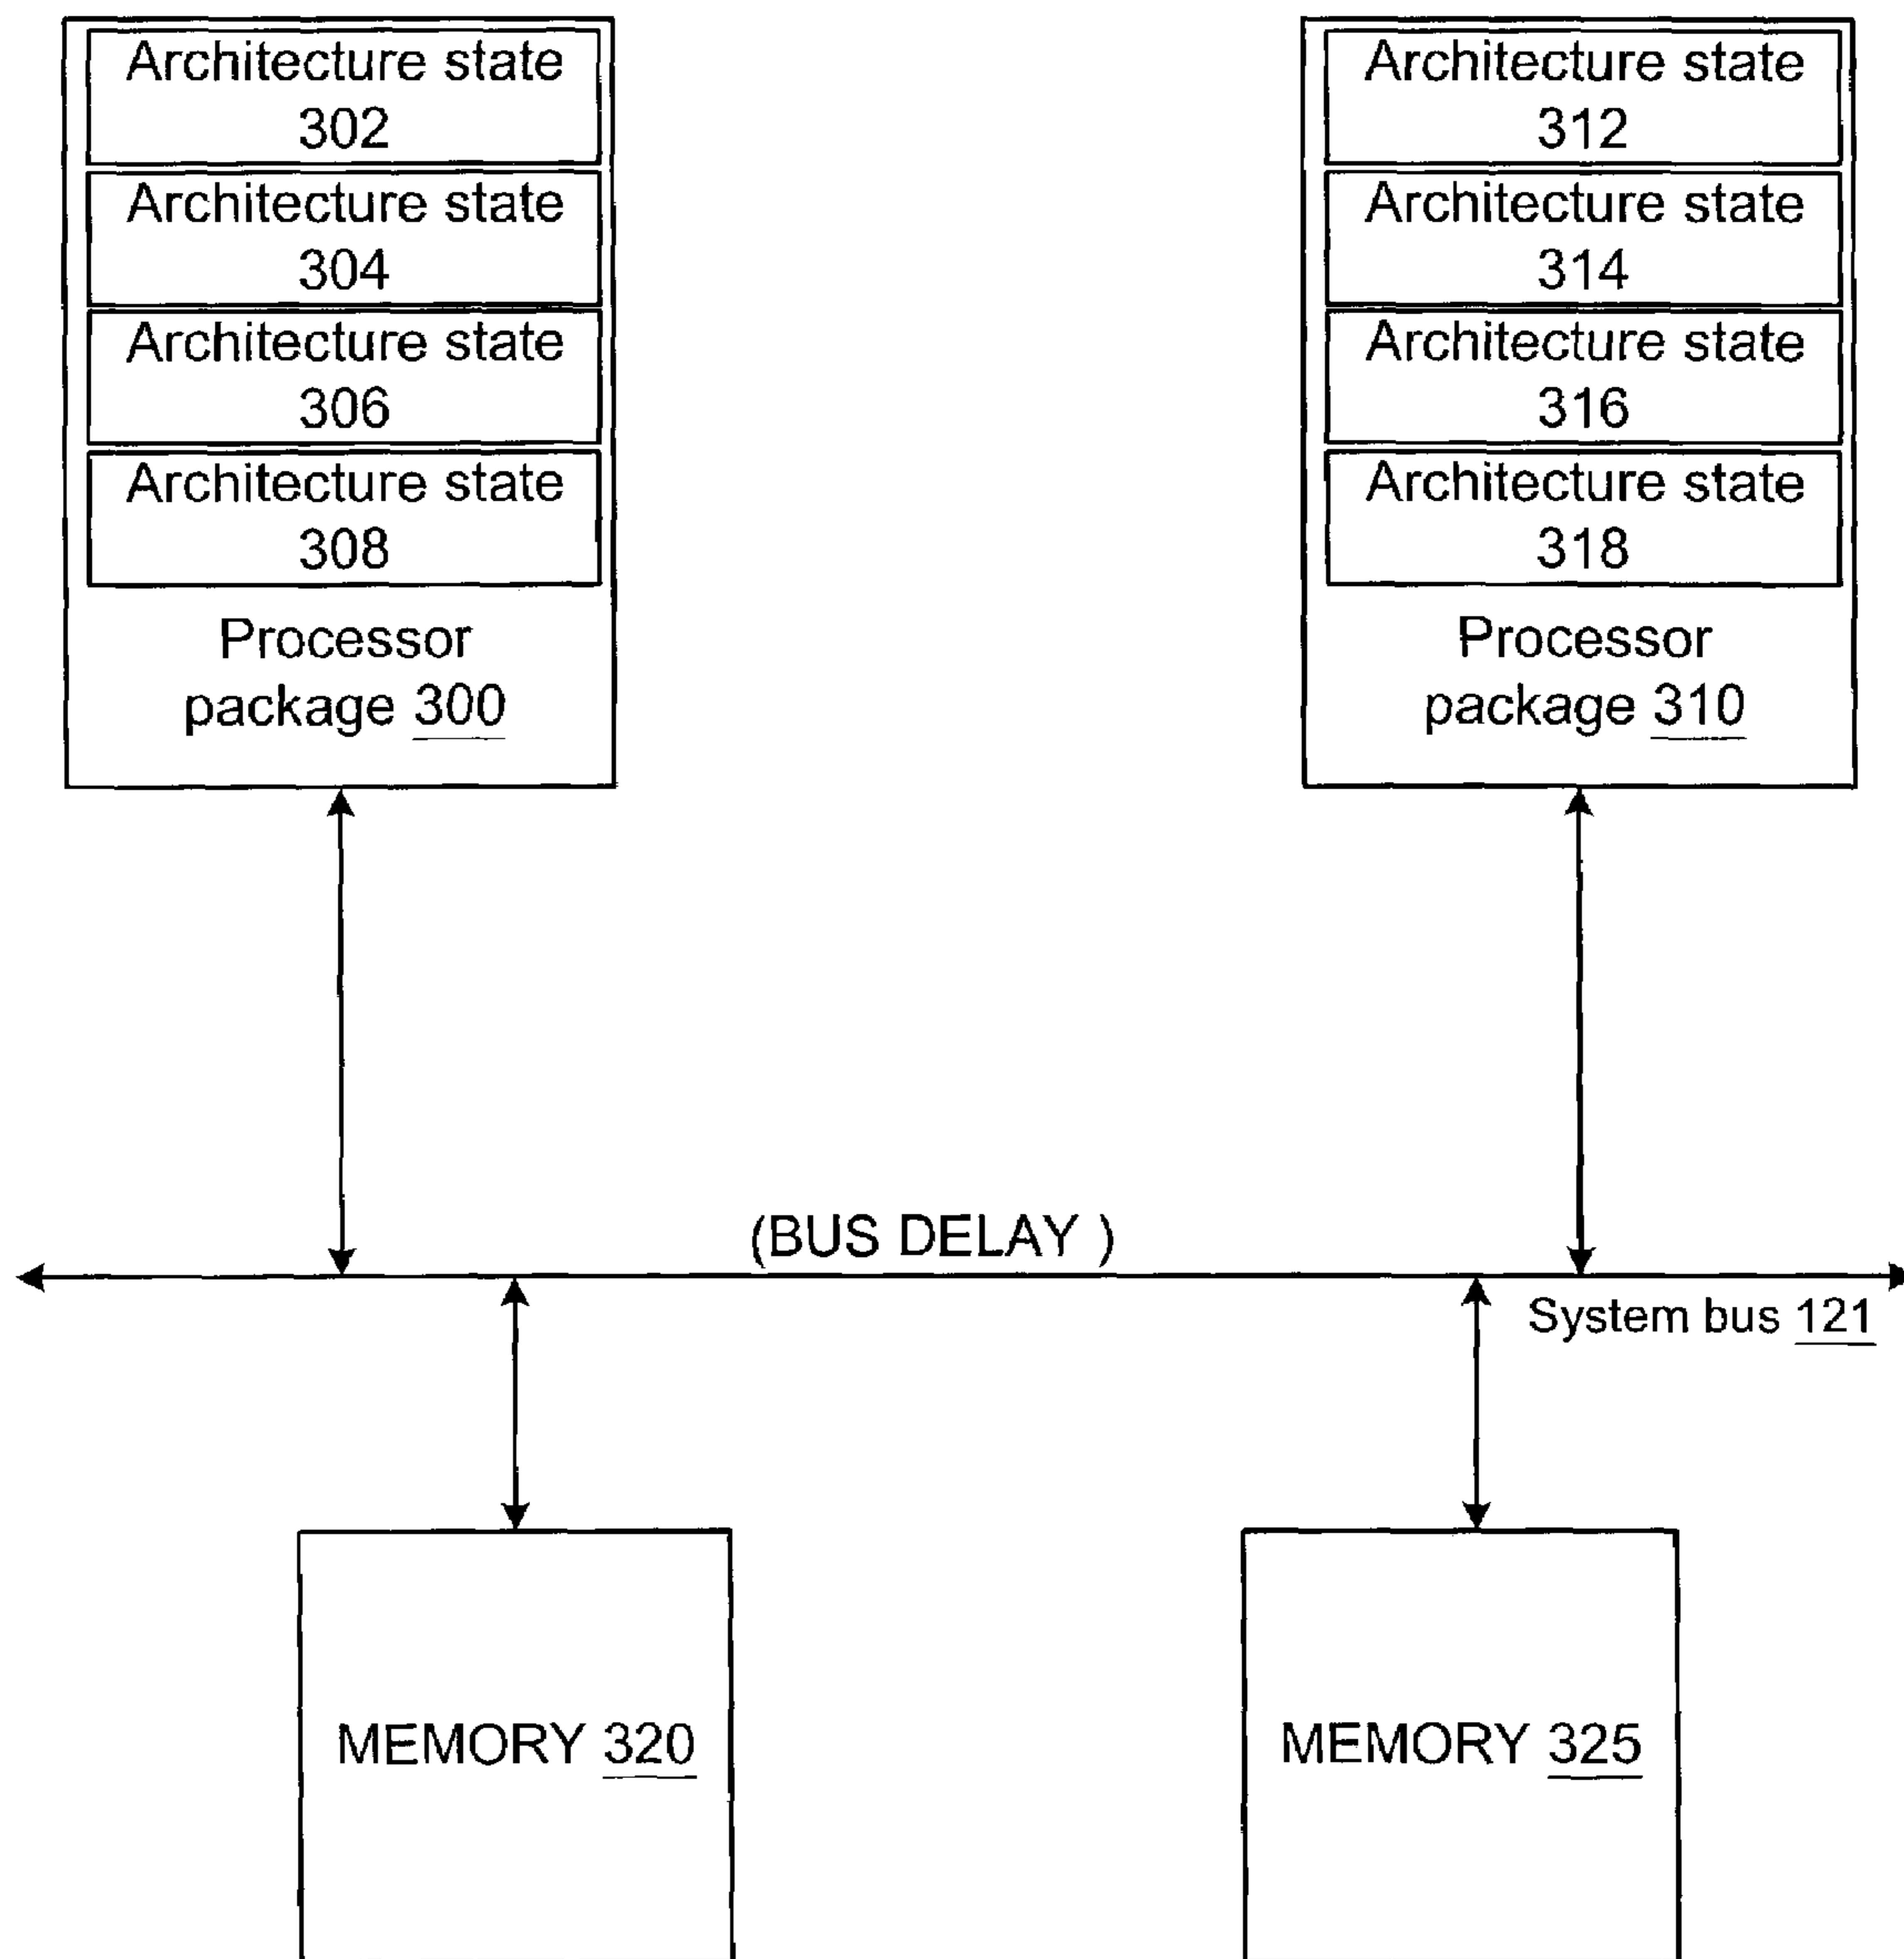 Architecture state
302
Architecture state
304
Architecture state
306
Architecture state
308
Processor
package 300
Architecture state
312
Architecture state
314
Architecture state
316
Architecture state
318
Processor
package 310
(BUS DELAY )
System bus 121
MEMORY 320
MEMORY 325